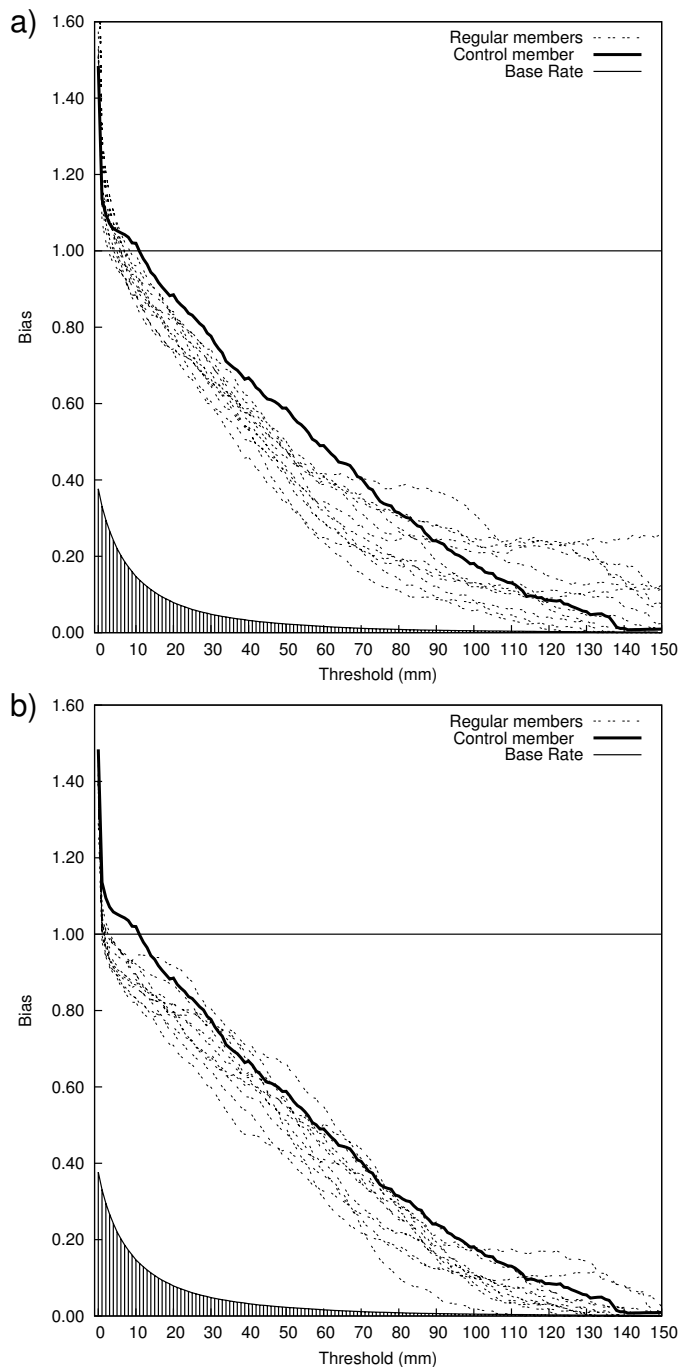 a)
1.60
1.40
1.20
1.00
0.80
0.60
0.40
0.20
0.00
Bias
Regular members
Control member
Base Rate
0 10 20 30 40 50 60 70 80 90 100 110 120 130 140 150
Threshold (mm)
b)
1.60
1.40
1.20
1.00
0.80
0.60
0.40
0.20
0.00
Bias
Regular members
Control member
Base Rate
0 10 20 30 40 50 60 70 80 90 100 110 120 130 140 150
Threshold (mm)